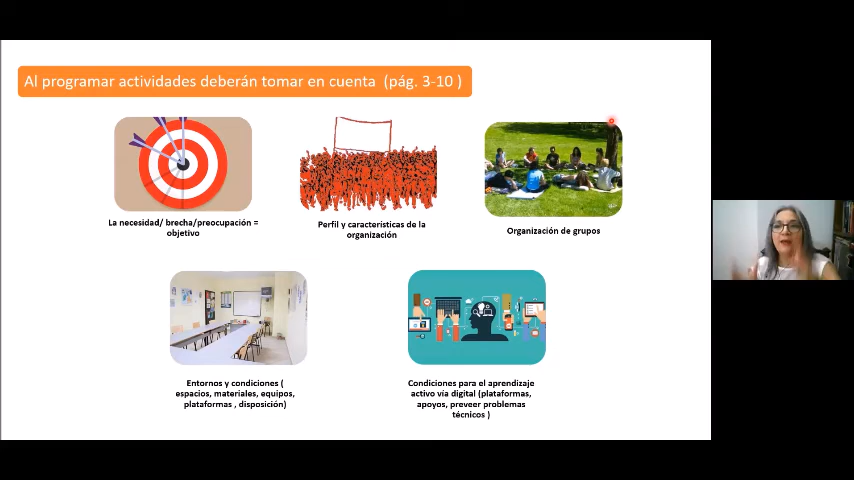 Al programar actividades deberán tomar en cuenta (pág. 3-10 )
La necesidad/ brecha/preocupación =
objetivo
Perfil y características de la
organización
Organización de grupos
Entornos y condiciones (
espacios, materiales, equipos,
plataformas , disposición)
Condiciones para el aprendizaje
activo vía digital (plataformas,
apoyos, preveer problemas
técnicos )